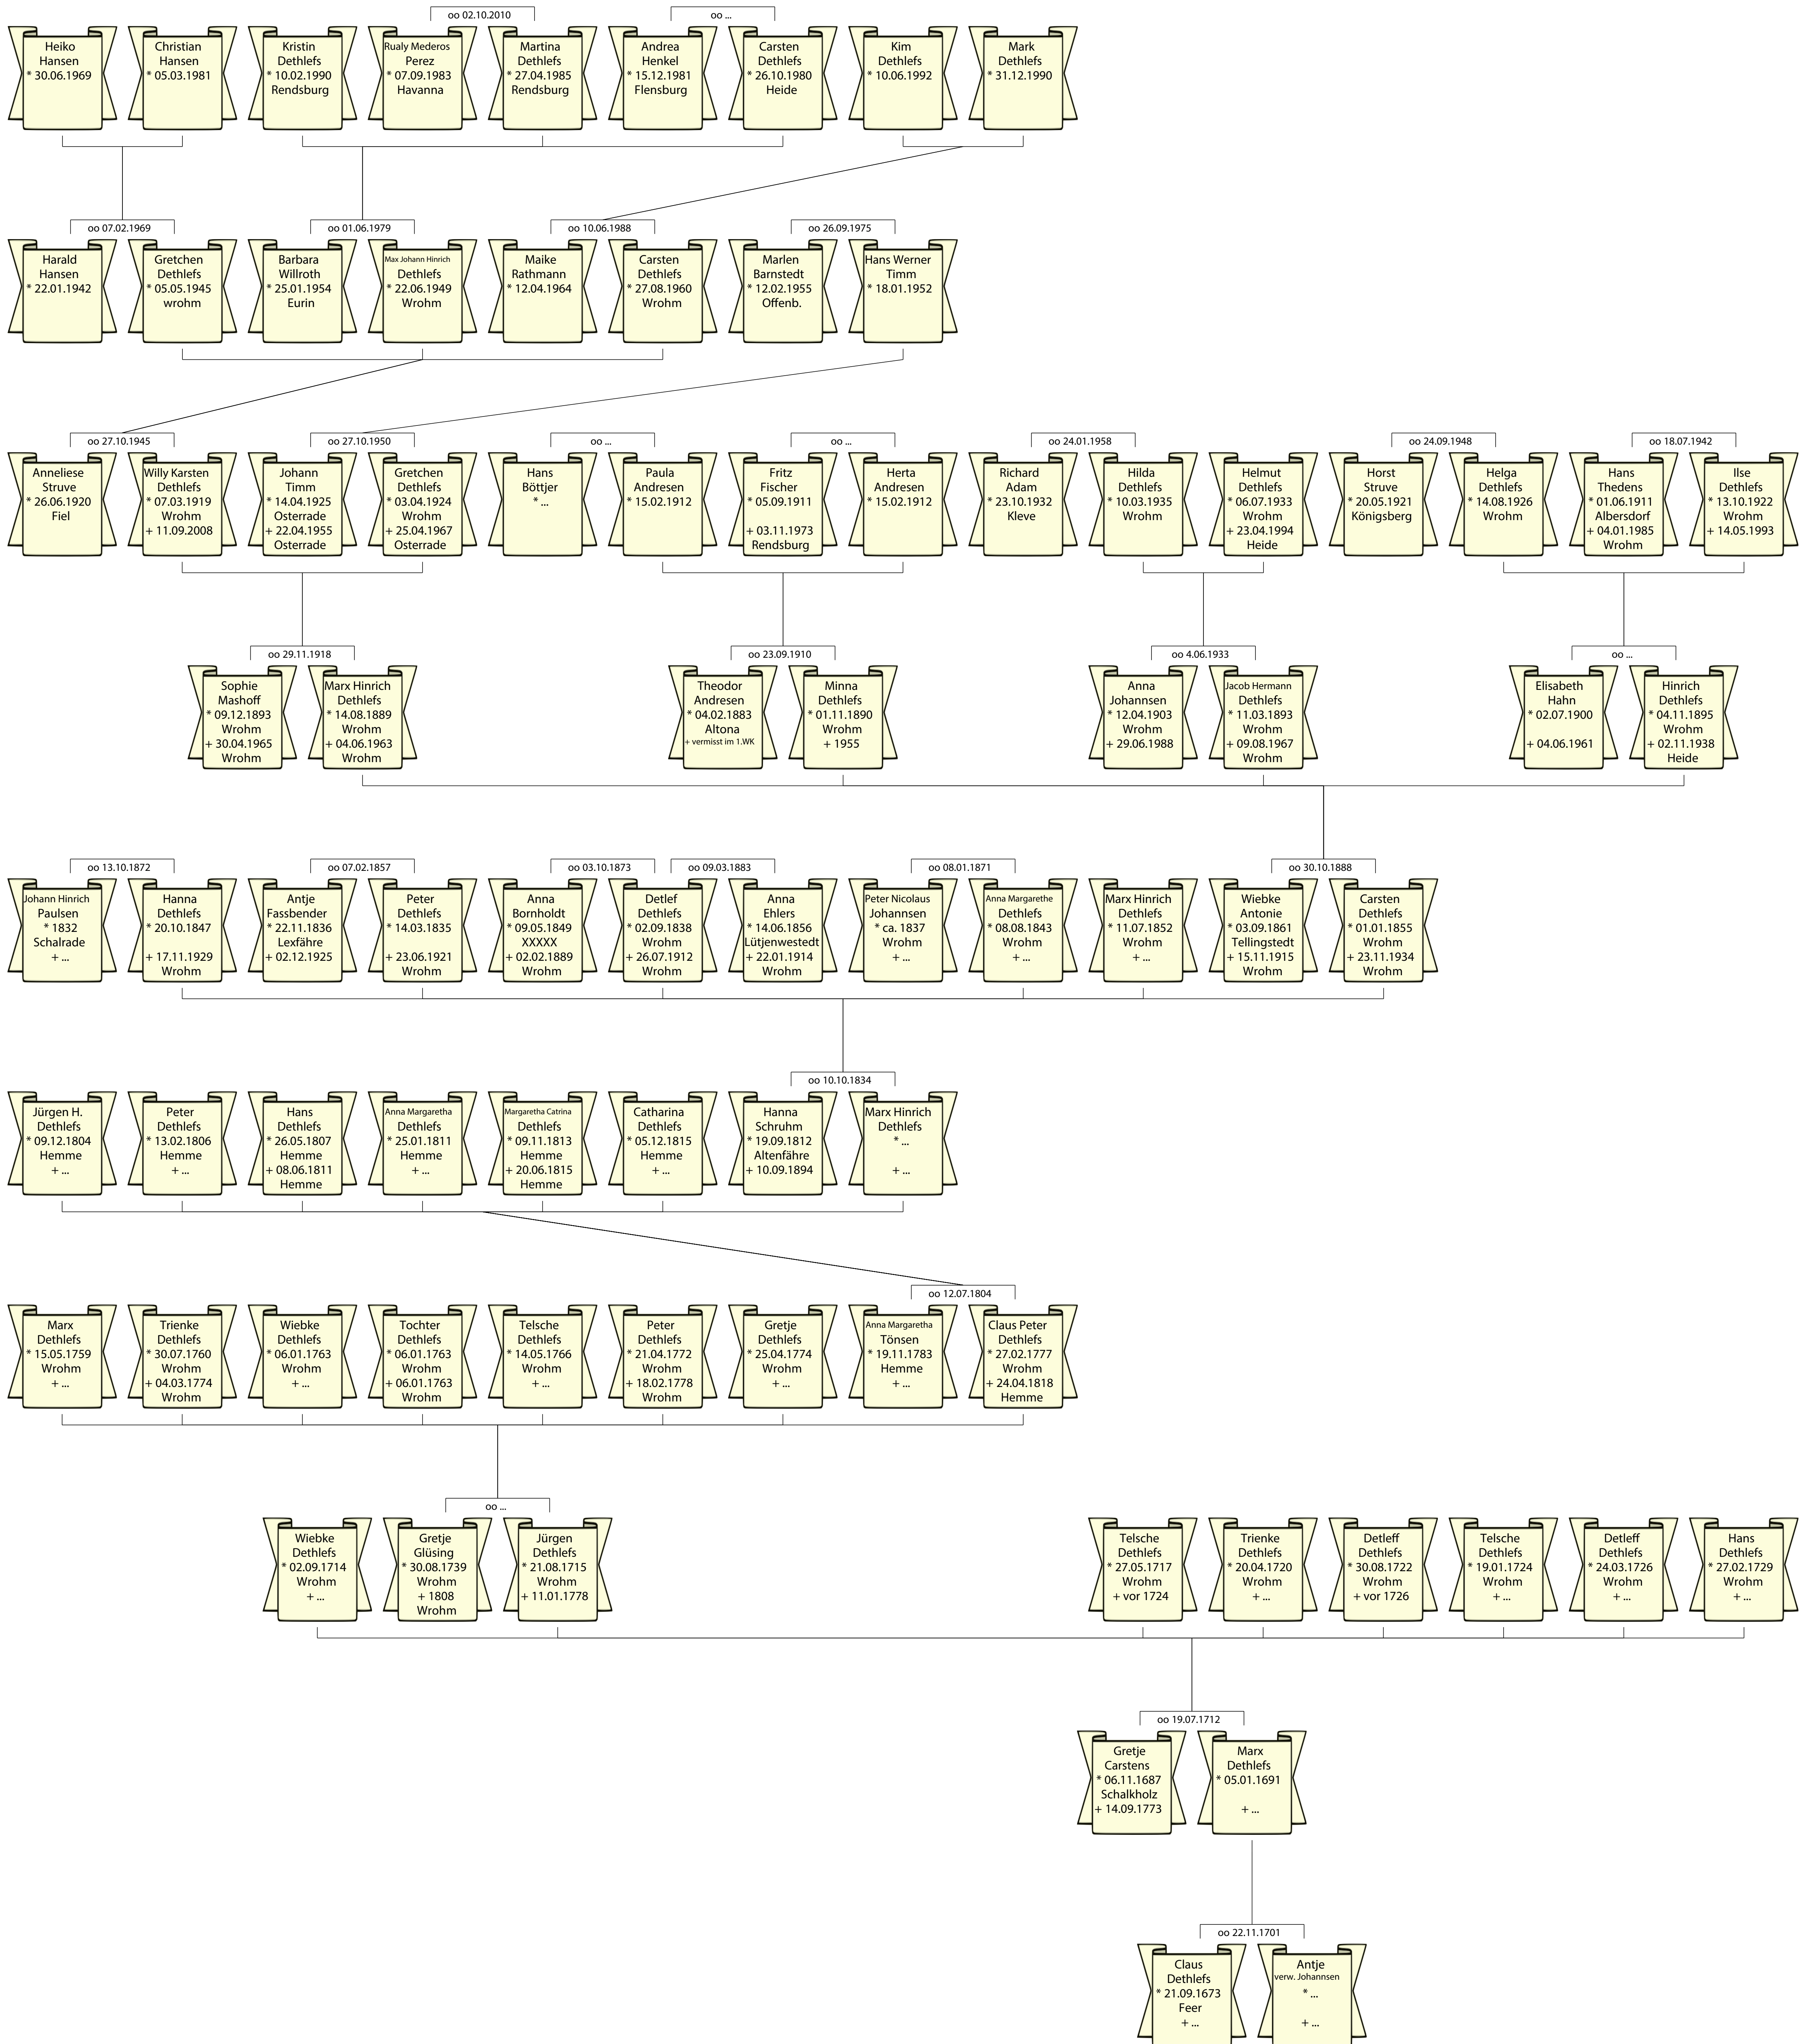 oo 02.10.2010
oo ...
Heiko
Hansen
* 30.06.1969
Christian
Hansen
* 05.03.1981
Kristin
Dethlefs
* 10.02.1990
Rendsburg
Rualy Mederos
Perez
* 07.09.1983
Havanna
Martina
Dethlefs
* 27.04.1985
Rendsburg
Andrea
Henkel
* 15.12.1981
Flensburg
Carsten
Dethlefs
* 26.10.1980
Heide
Kim
Dethlefs
* 10.06.1992
Mark
Dethlefs
* 31.12.1990
oo 07.02.1969
oo 01.06.1979
oo 10.06.1988
oo 26.09.1975
Harald
Hansen
* 22.01.1942
Gretchen
Dethlefs
* 05.05.1945
wrohm
Barbara
Willroth
* 25.01.1954
Eurin
Max Johann Hinrich
Dethlefs
* 22.06.1949
Wrohm
Maike
Rathmann
* 12.04.1964
Carsten
Dethlefs
* 27.08.1960
Wrohm
Marlen
Barnstedt
* 12.02.1955
Offenb.
Hans Werner
Timm
* 18.01.1952
oo 27.10.1945
oo 27.10.1950
oo ...
oo ...
oo 24.01.1958
oo 24.09.1948
oo 18.07.1942
Anneliese
Struve
* 26.06.1920
Fiel
Willy Karsten
Dethlefs
* 07.03.1919
Wrohm
+ 11.09.2008
Johann
Timm
* 14.04.1925
Osterrade
+ 22.04.1955
Osterrade
Gretchen
Dethlefs
* 03.04.1924
Wrohm
+ 25.04.1967
Osterrade
Hans
Böttjer
* ...
Paula
Andresen
* 15.02.1912
Fritz
Fischer
* 05.09.1911
+ 03.11.1973
Rendsburg
Herta
Andresen
* 15.02.1912
Richard
Adam
* 23.10.1932
Kleve
Hilda
Dethlefs
* 10.03.1935
Wrohm
Helmut
Dethlefs
* 06.07.1933
Wrohm
+ 23.04.1994
Heide
Horst
Struve
* 20.05.1921
Königsberg
Helga
Dethlefs
* 14.08.1926
Wrohm
Hans
Thedens
* 01.06.1911
Albersdorf
+ 04.01.1985
Wrohm
Ilse
Dethlefs
* 13.10.1922
Wrohm
+ 14.05.1993
oo 29.11.1918
oo 23.09.1910
oo 4.06.1933
oo ...
Sophie
Mashoff
* 09.12.1893
Wrohm
+ 30.04.1965
Wrohm
Marx Hinrich
Dethlefs
* 14.08.1889
Wrohm
+ 04.06.1963
Wrohm
Theodor
Andresen
* 04.02.1883
Altona
+ vermisst im 1.WK
Minna
Dethlefs
* 01.11.1890
Wrohm
+ 1955
Anna
Johannsen
* 12.04.1903
Wrohm
+ 29.06.1988
Jacob Hermann
Dethlefs
* 11.03.1893
Wrohm
+ 09.08.1967
Wrohm
Elisabeth
Hahn
* 02.07.1900
+ 04.06.1961
Hinrich
Dethlefs
* 04.11.1895
Wrohm
+ 02.11.1938
Heide
oo 13.10.1872
oo 07.02.1857
oo 03.10.1873
oo 09.03.1883
oo 08.01.1871
oo 30.10.1888
Johann Hinrich
Paulsen
* 1832
Schalrade
+ ...
Hanna
Dethlefs
* 20.10.1847
+ 17.11.1929
Wrohm
Antje
Fassbender
* 22.11.1836
Lexfähre
+ 02.12.1925
Peter
Dethlefs
* 14.03.1835
+ 23.06.1921
Wrohm
Anna
Bornholdt
* 09.05.1849
XXXXX
+ 02.02.1889
Wrohm
Detlef
Dethlefs
* 02.09.1838
Wrohm
+ 26.07.1912
Wrohm
Anna
Ehlers
* 14.06.1856
Lütjenwestedt
+ 22.01.1914
Wrohm
Peter Nicolaus
Johannsen
* ca. 1837
Wrohm
+ ...
Anna Margarethe
Dethlefs
* 08.08.1843
Wrohm
+ ...
Marx Hinrich
Dethlefs
* 11.07.1852
Wrohm
+ ...
Wiebke
Antonie
* 03.09.1861
Tellingstedt
+ 15.11.1915
Wrohm
Carsten
Dethlefs
* 01.01.1855
Wrohm
+ 23.11.1934
Wrohm
oo 10.10.1834
Jürgen H.
Dethlefs
* 09.12.1804
Hemme
+ ...
Peter
Dethlefs
* 13.02.1806
Hemme
+ ...
Hans
Dethlefs
* 26.05.1807
Hemme
+ 08.06.1811
Hemme
Anna Margaretha
Dethlefs
* 25.01.1811
Hemme
+ ...
Margaretha Catrina
Dethlefs
* 09.11.1813
Hemme
+ 20.06.1815
Hemme
Catharina
Dethlefs
* 05.12.1815
Hemme
+ ...
Hanna
Schruhm
* 19.09.1812
Altenfähre
+ 10.09.1894
Marx Hinrich
Dethlefs
* ...
+ ...
oo 12.07.1804
Marx
Dethlefs
* 15.05.1759
Wrohm
+ ...
Trienke
Dethlefs
* 30.07.1760
Wrohm
+ 04.03.1774
Wrohm
Wiebke
Dethlefs
* 06.01.1763
Wrohm
+ ...
Tochter
Dethlefs
* 06.01.1763
Wrohm
+ 06.01.1763
Wrohm
Telsche
Dethlefs
* 14.05.1766
Wrohm
+ ...
Peter
Dethlefs
* 21.04.1772
Wrohm
+ 18.02.1778
Wrohm
Gretje
Dethlefs
* 25.04.1774
Wrohm
+ ...
Anna Margaretha
Tönsen
* 19.11.1783
Hemme
+ ...
Claus Peter
Dethlefs
* 27.02.1777
Wrohm
+ 24.04.1818
Hemme
oo ...
Wiebke
Dethlefs
* 02.09.1714
Wrohm
+ ...
Gretje
Glüsing
* 30.08.1739
Wrohm
+ 1808
Wrohm
Jürgen
Dethlefs
* 21.08.1715
Wrohm
+ 11.01.1778
Telsche
Dethlefs
* 27.05.1717
Wrohm
+ vor 1724
Trienke
Dethlefs
* 20.04.1720
Wrohm
+ ...
Detleff
Dethlefs
* 30.08.1722
Wrohm
+ vor 1726
Telsche
Dethlefs
* 19.01.1724
Wrohm
+ ...
Detleff
Dethlefs
* 24.03.1726
Wrohm
+ ...
Hans
Dethlefs
* 27.02.1729
Wrohm
+ ...
oo 19.07.1712
Gretje
Carstens
* 06.11.1687
Schalkholz
+ 14.09.1773
Marx
Dethlefs
* 05.01.1691
+ ...
oo 22.11.1701
Claus
Dethlefs
* 21.09.1673
Feer
+ ...
Antje
verw. Johannsen
* ...
+ ...